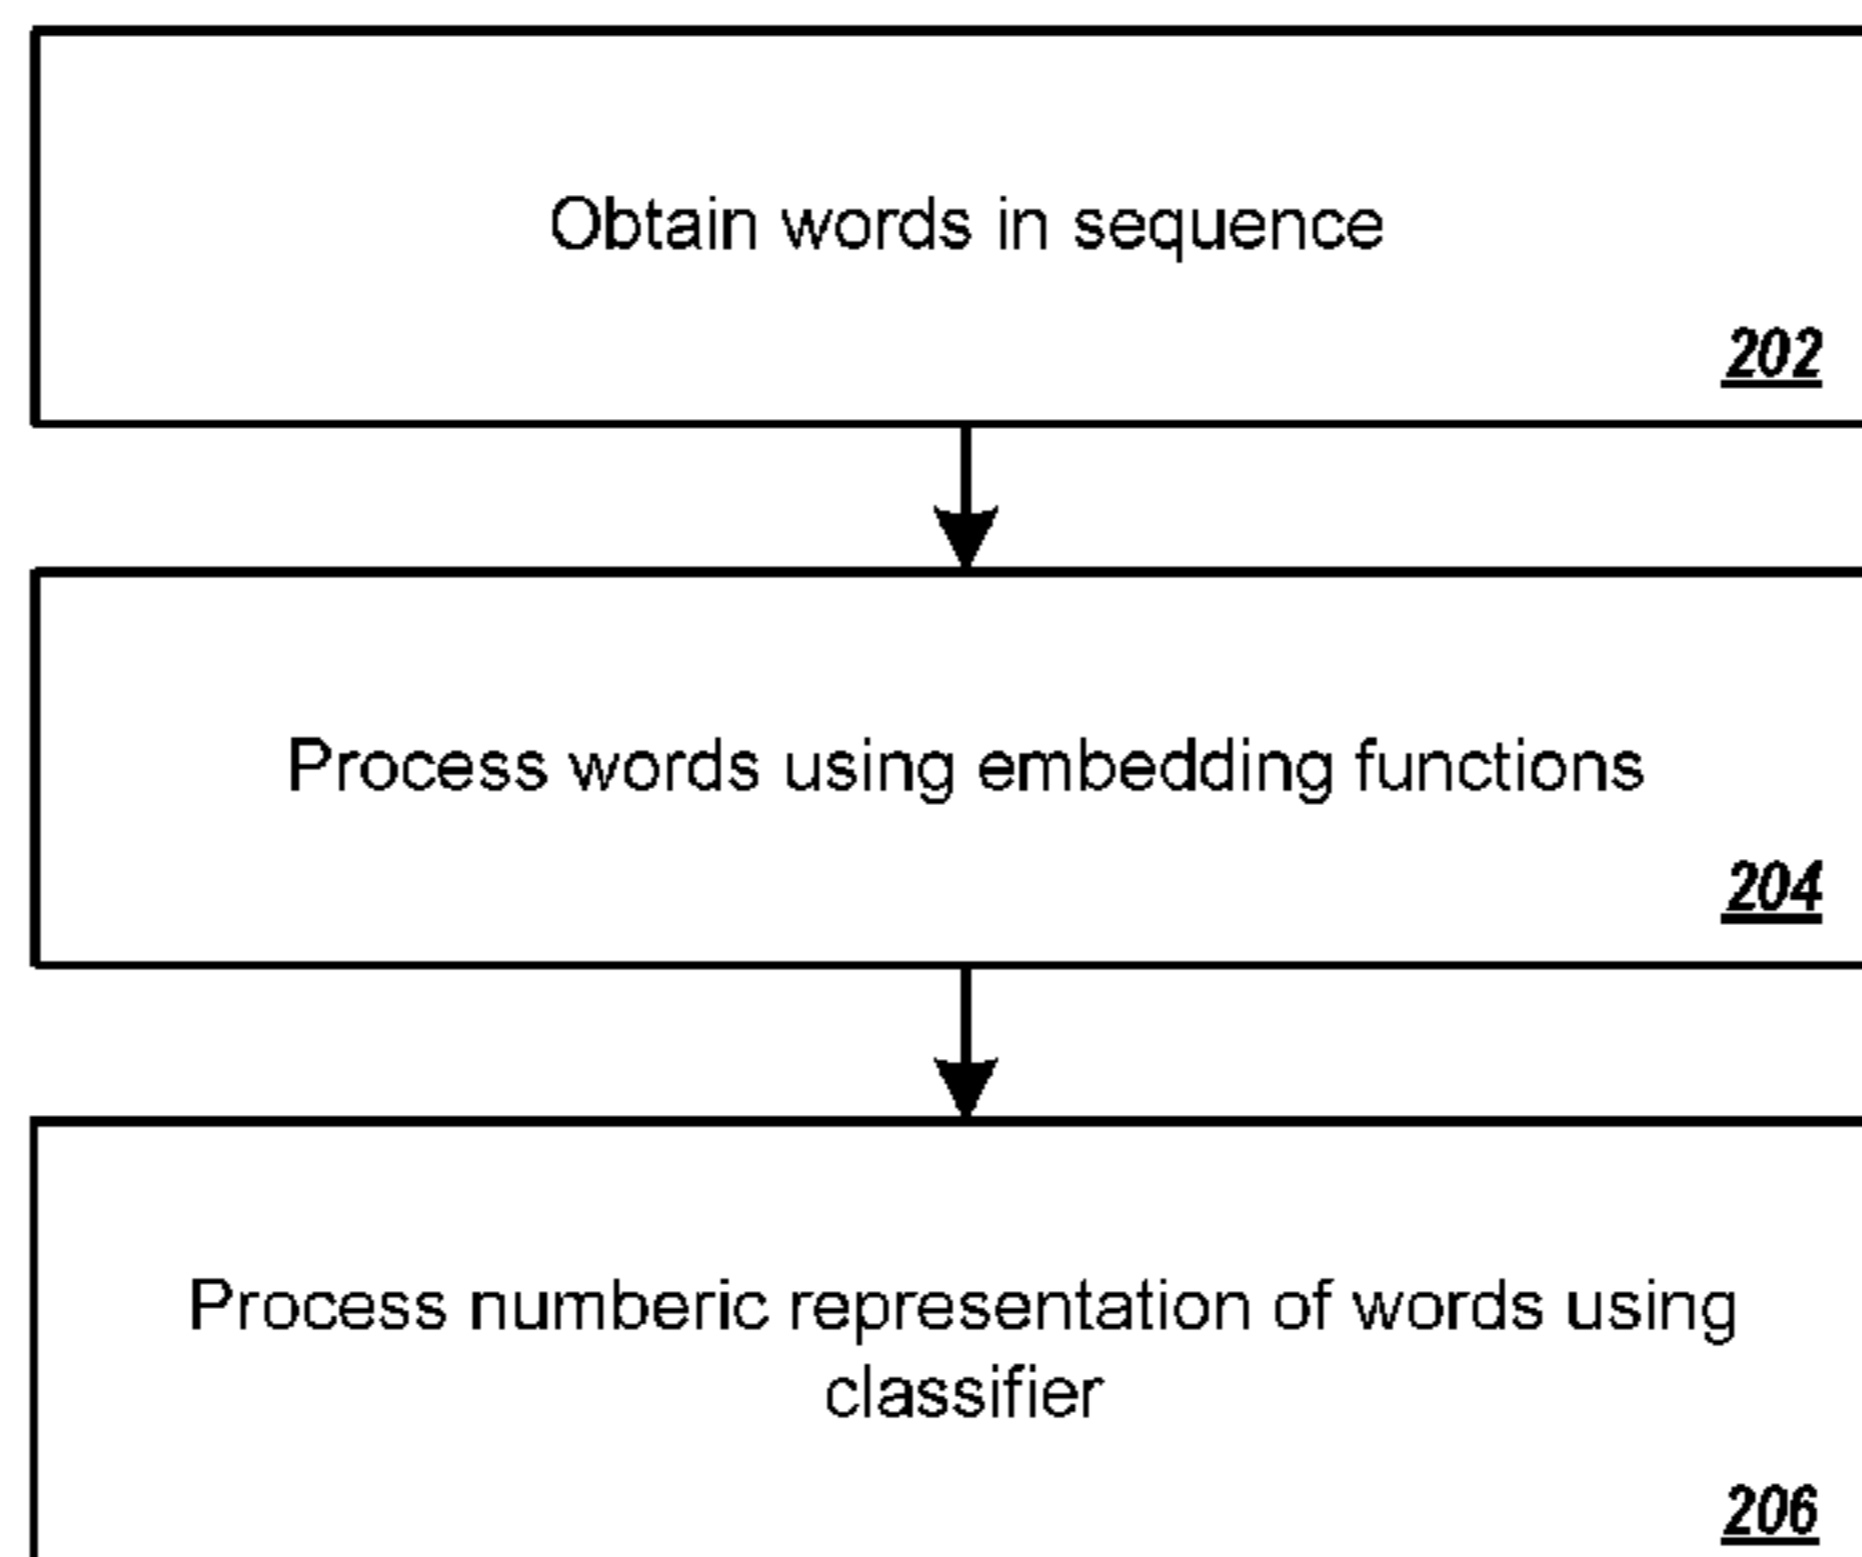 Obtain words in sequence
202
Process words using embedding functions
204
Process numberic representation of words using
classifier
206